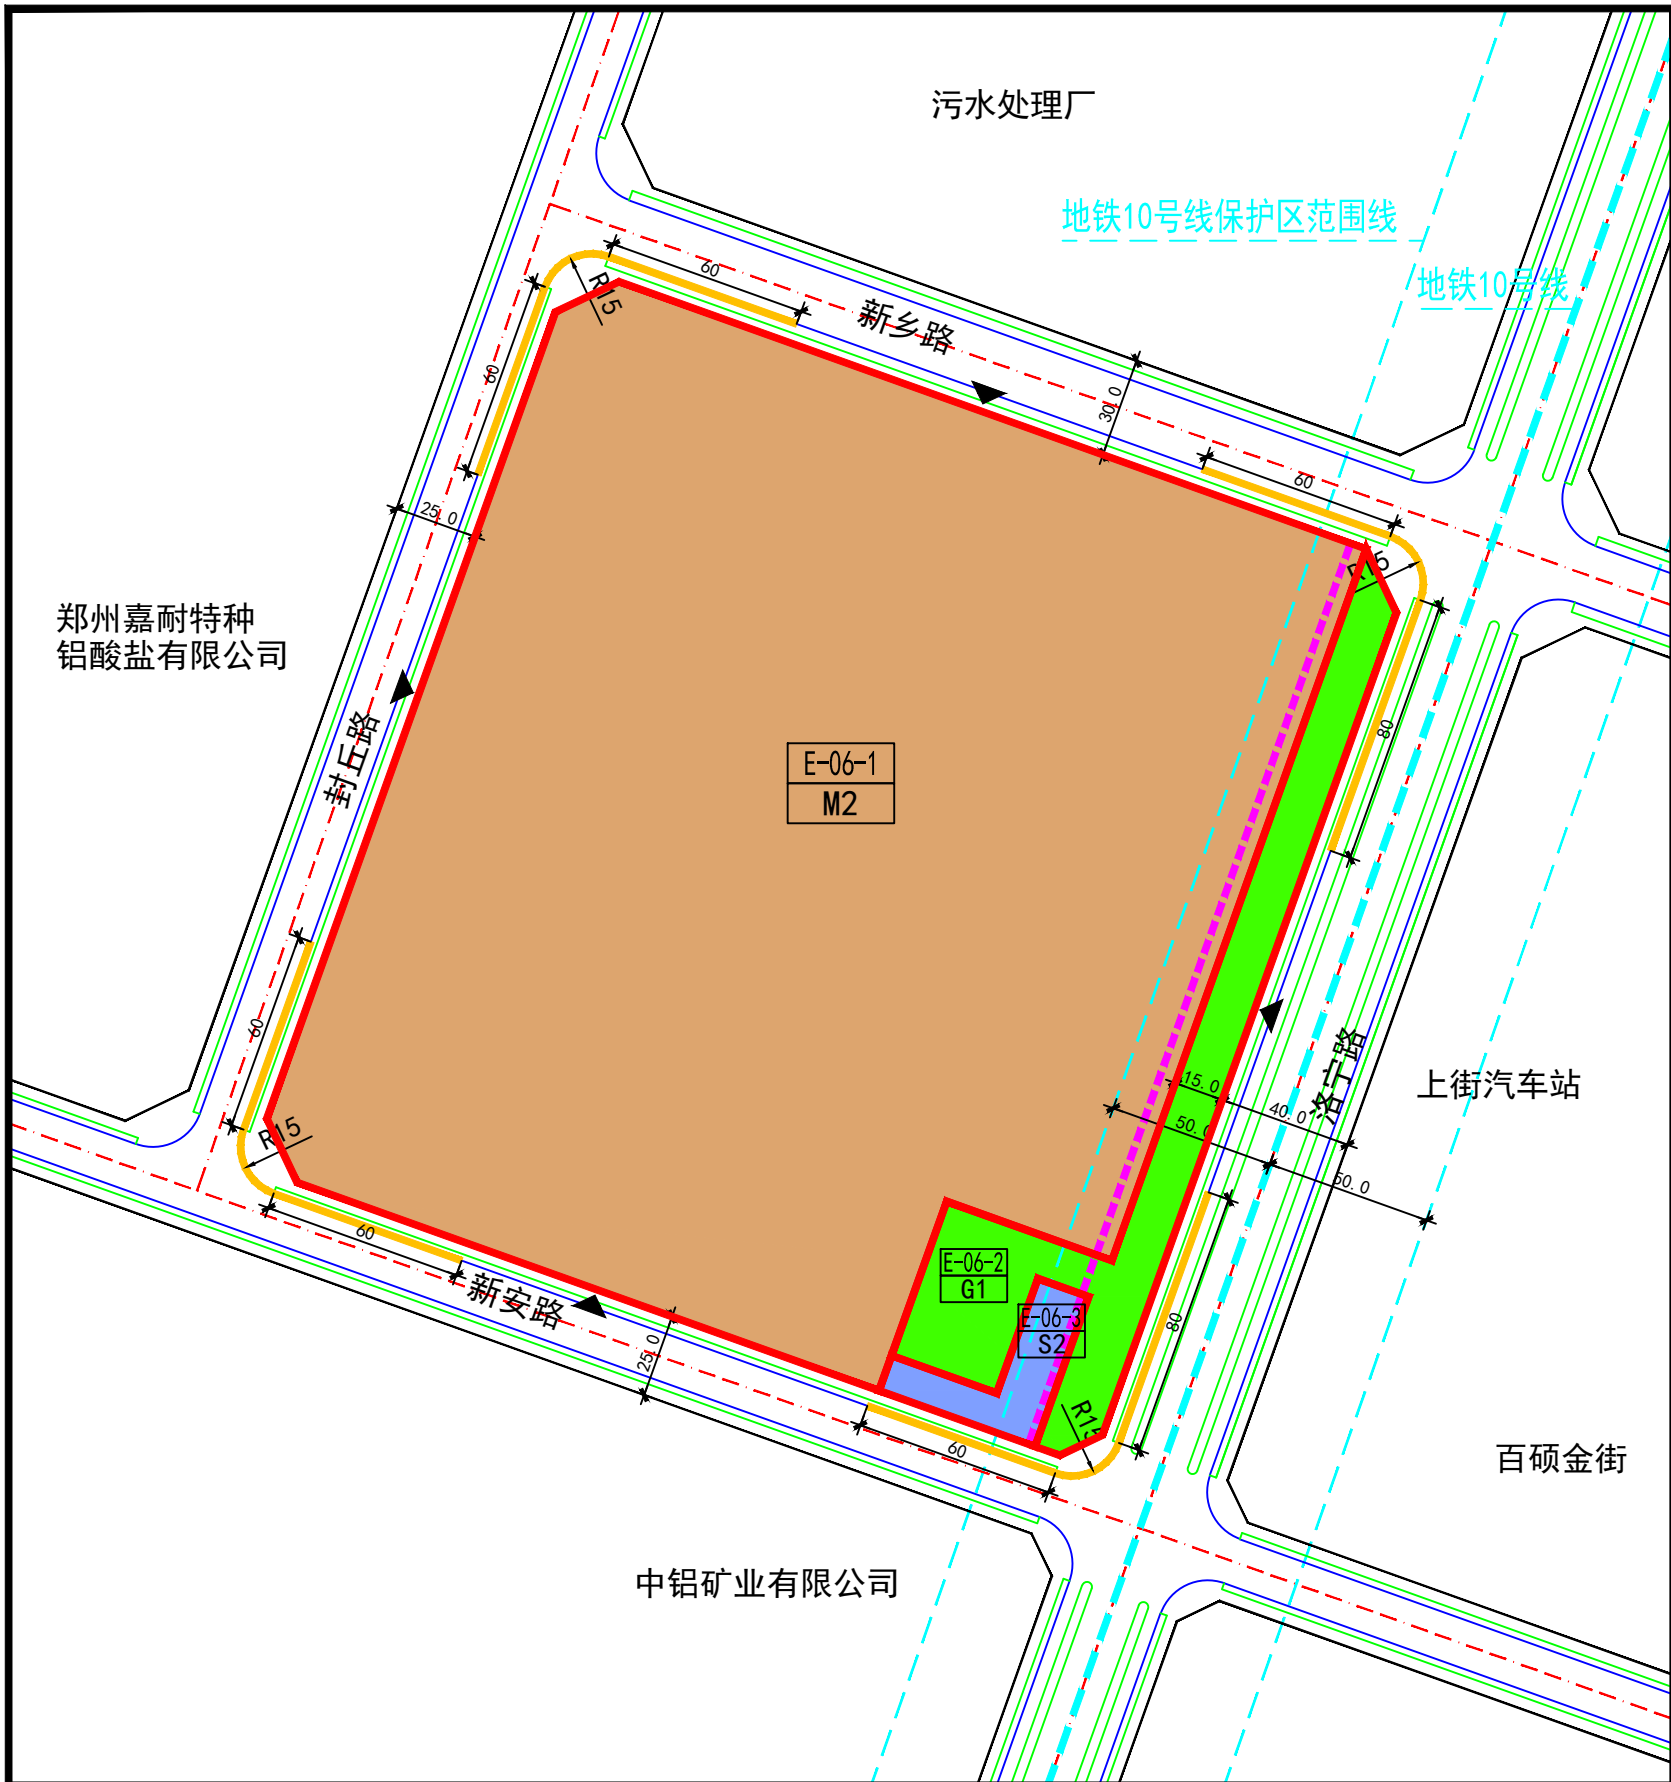 污水处理厂
地铁10号线保护区范围线
地铁10号线
60
R15
新乡路
60
30.0
60
25.0
R15
郑州嘉耐特种
铝酸盐有限公司
封丘路
80
E-06-1
M2
60
洛宁路
15.0
40.0
上街汽车站
50.0
50.0
R15
60
新安路
E-06-2
G1
E-06-3
S2
80
25.0
R15
60
百硕金街
中铝矿业有限公司